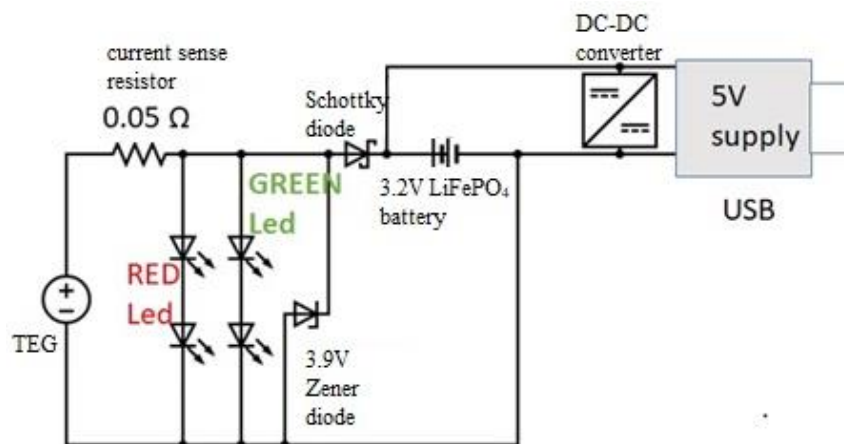 current sense
resistor
0.05 Ω
Schottky
diode
DC-DC
converter
5V
supply
USB
GREEN
Led
3.2V LiFePO₄
battery
RED
Led
TEG
3.9V
Zener
diode